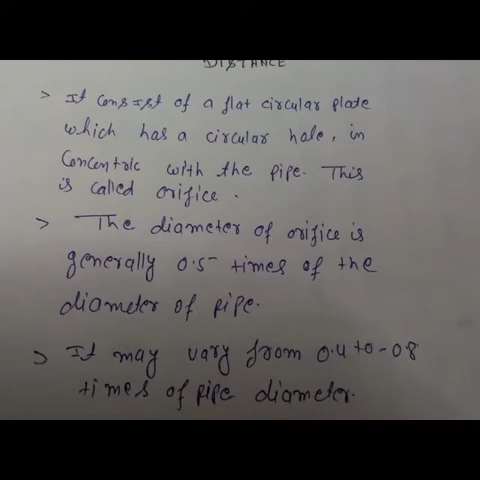 DISTANCE
> It consist of a flat circular plate
which has a circular hole, in
Concentric with the pipe. This
is called orifice.
> The diameter of orifice is
generally 0.5 times of the
diameter of pipe.
> It may vary from 0.4 to - 0.8
times of pipe diameter.